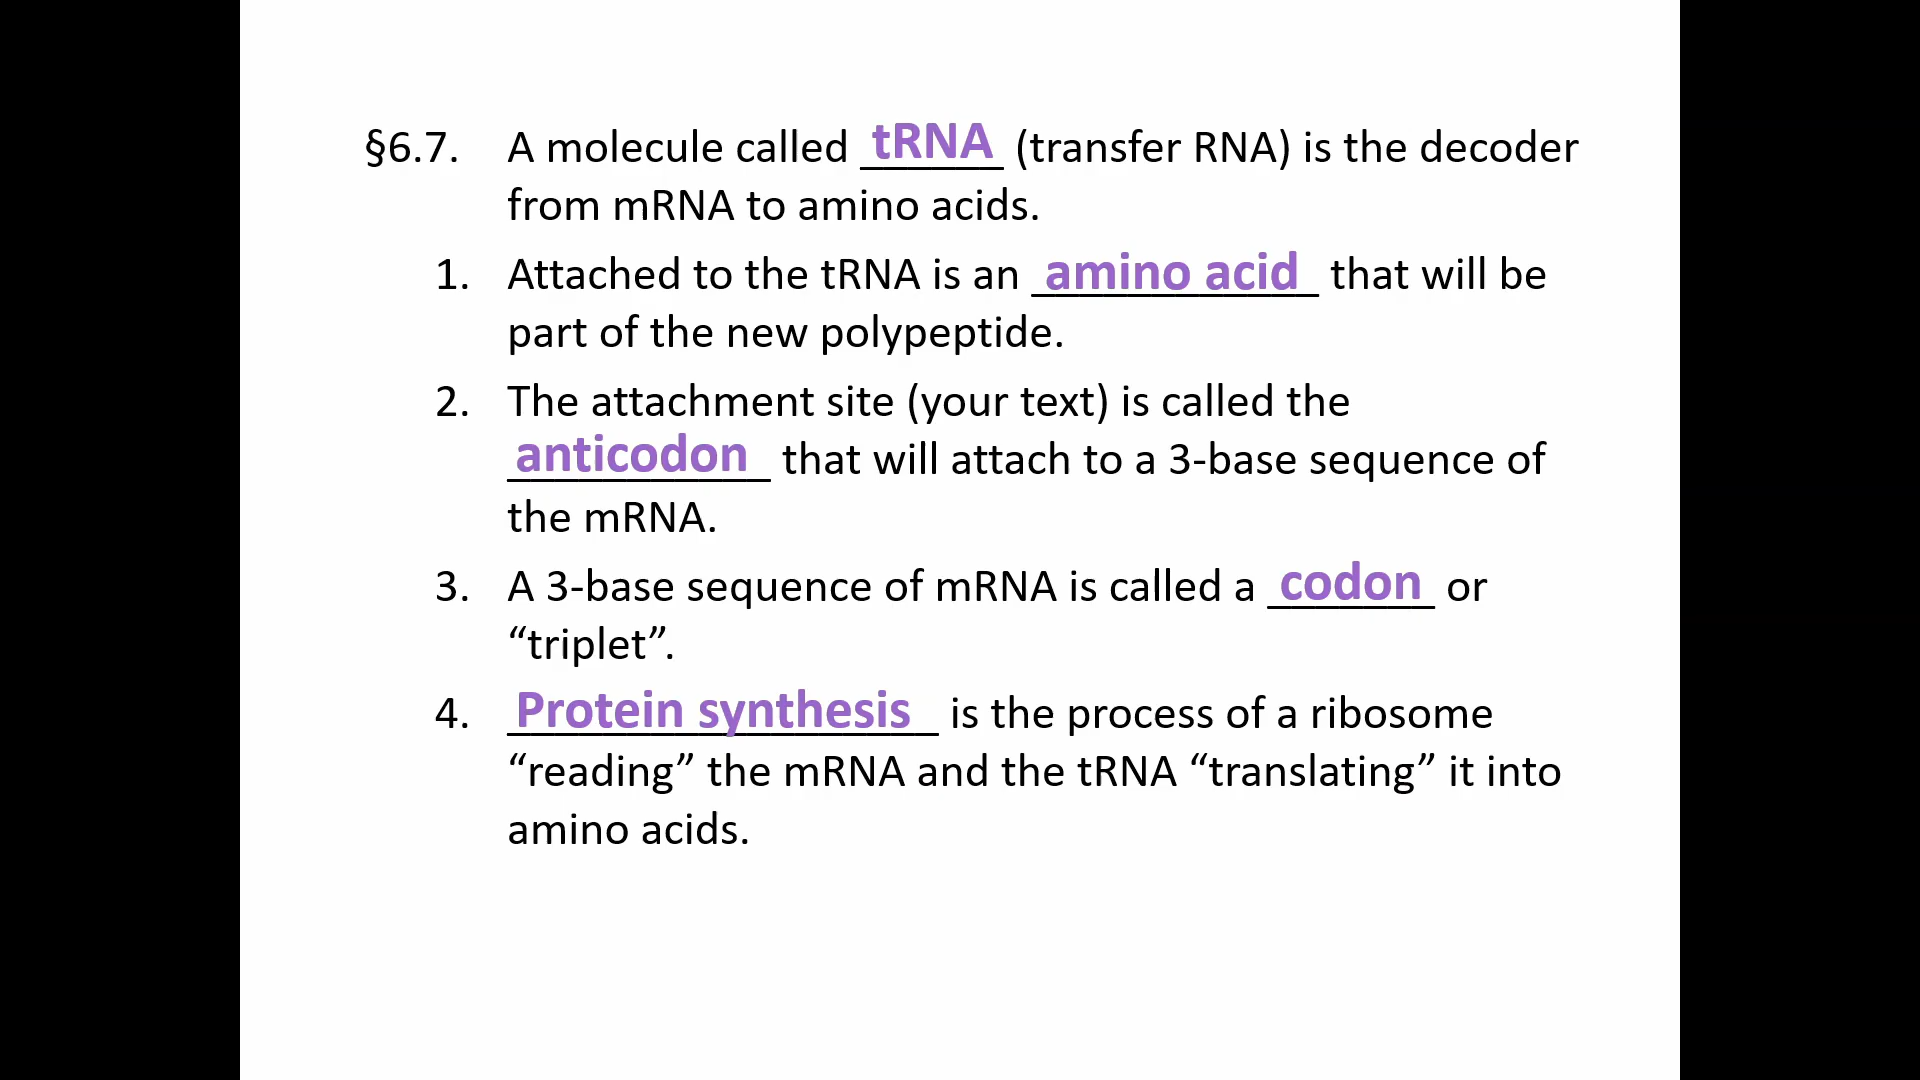 §6.7. A molecule called tRNA (transfer RNA) is the decoder
from mRNA to amino acids.
1. Attached to the tRNA is an amino acid that will be
part of the new polypeptide.
2. The attachment site (your text) is called the
anticodon that will attach to a 3-base sequence of
the mRNA.
3. A 3-base sequence of mRNA is called a codon or
“triplet”.
4. Protein synthesis is the process of a ribosome
“reading” the mRNA and the tRNA “translating” it into
amino acids.